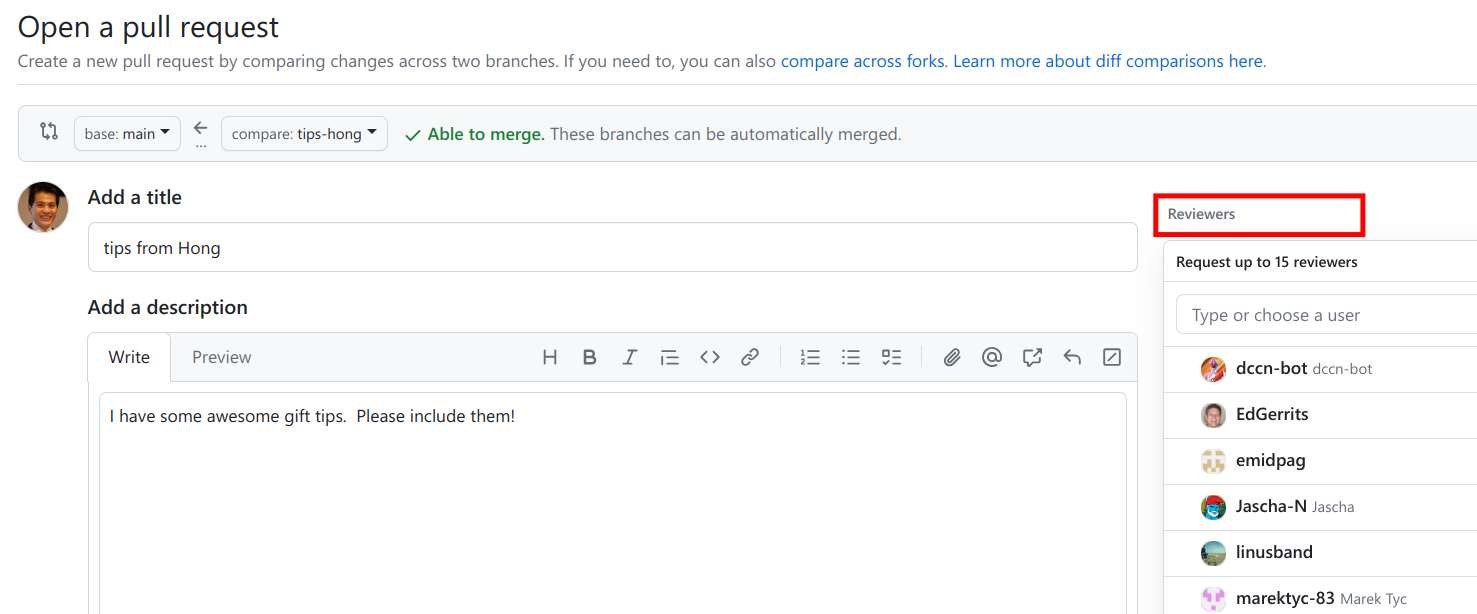 Open a pull request
Create a new pull request by comparing changes across two branches. If you need to, you can also compare across forks. Learn more about diff comparisons here.
base: main
...
compare: tips-hong
Able to merge. These branches can be automatically merged.
Add a title
tips from Hong
Add a description
Write
Preview
H B I
I have some awesome gift tips.  Please include them!
Reviewers
Request up to 15 reviewers
Type or choose a user
dccn-bot dccn-bot
EdGerrits
emidpag
Jascha-N Jascha
linusband
marektyc-83 Marek Tyc